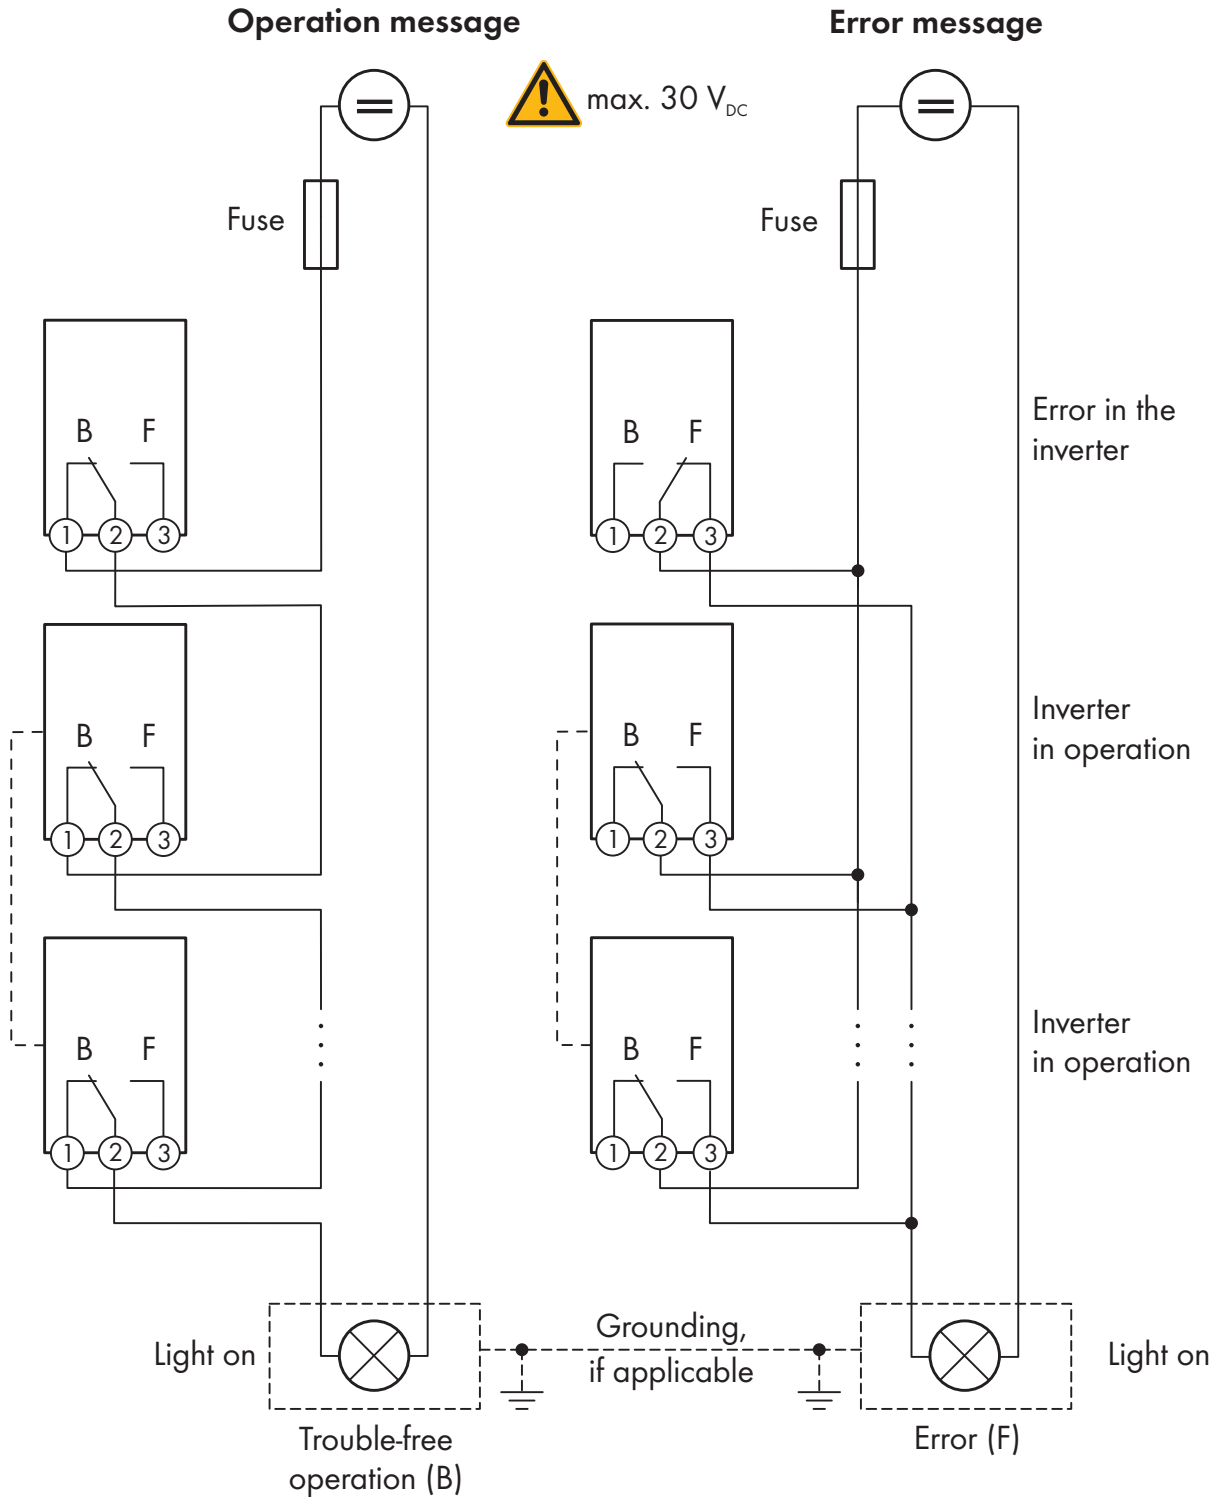 Operation message
Error message
max. 30 VDC
Fuse
Fuse
B F
1 2 3
B F
1 2 3
Error in the
inverter
B F
1 2 3
B F
1 2 3
Inverter
in operation
B F
1 2 3
B F
1 2 3
Inverter
in operation
Light on
Grounding,
if applicable
Light on
Trouble-free
operation (B)
Error (F)